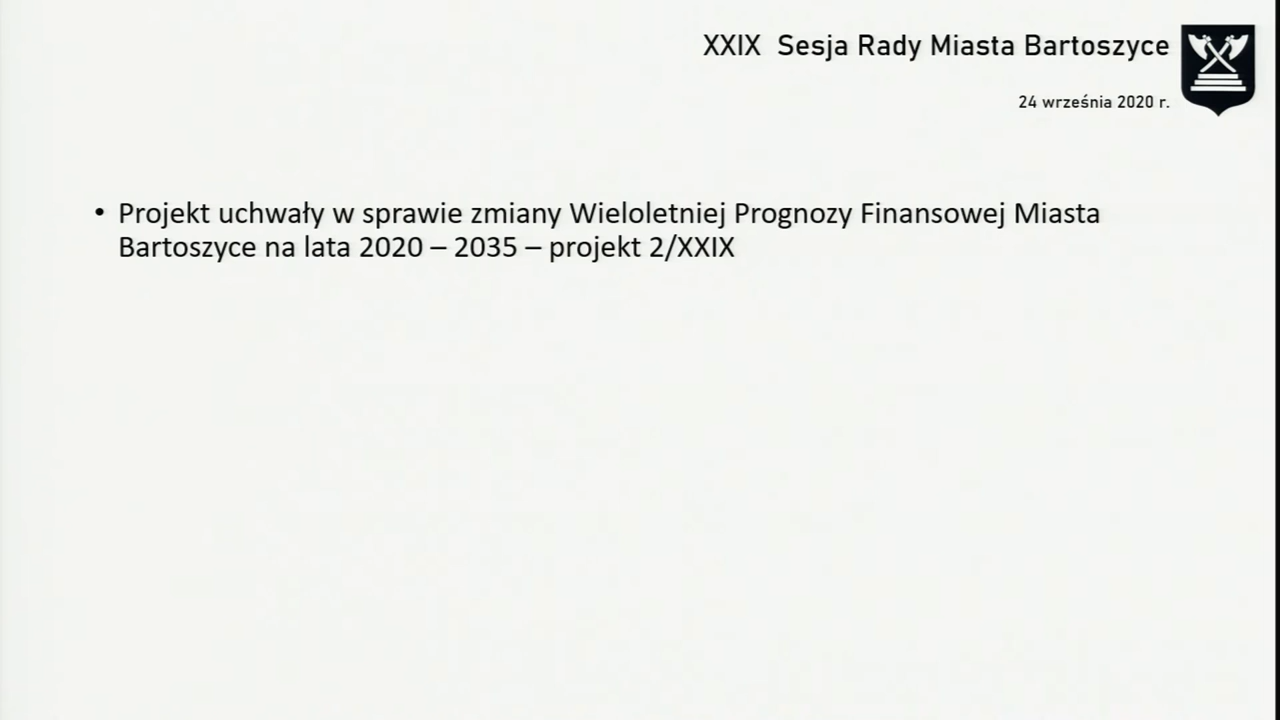 XXIX Sesja Rady Miasta Bartoszyce
24 września 2020 r.
• Projekt uchwały w sprawie zmiany Wieloletniej Prognozy Finansowej Miasta
Bartoszyce na lata 2020 – 2035 – projekt 2/XXIX